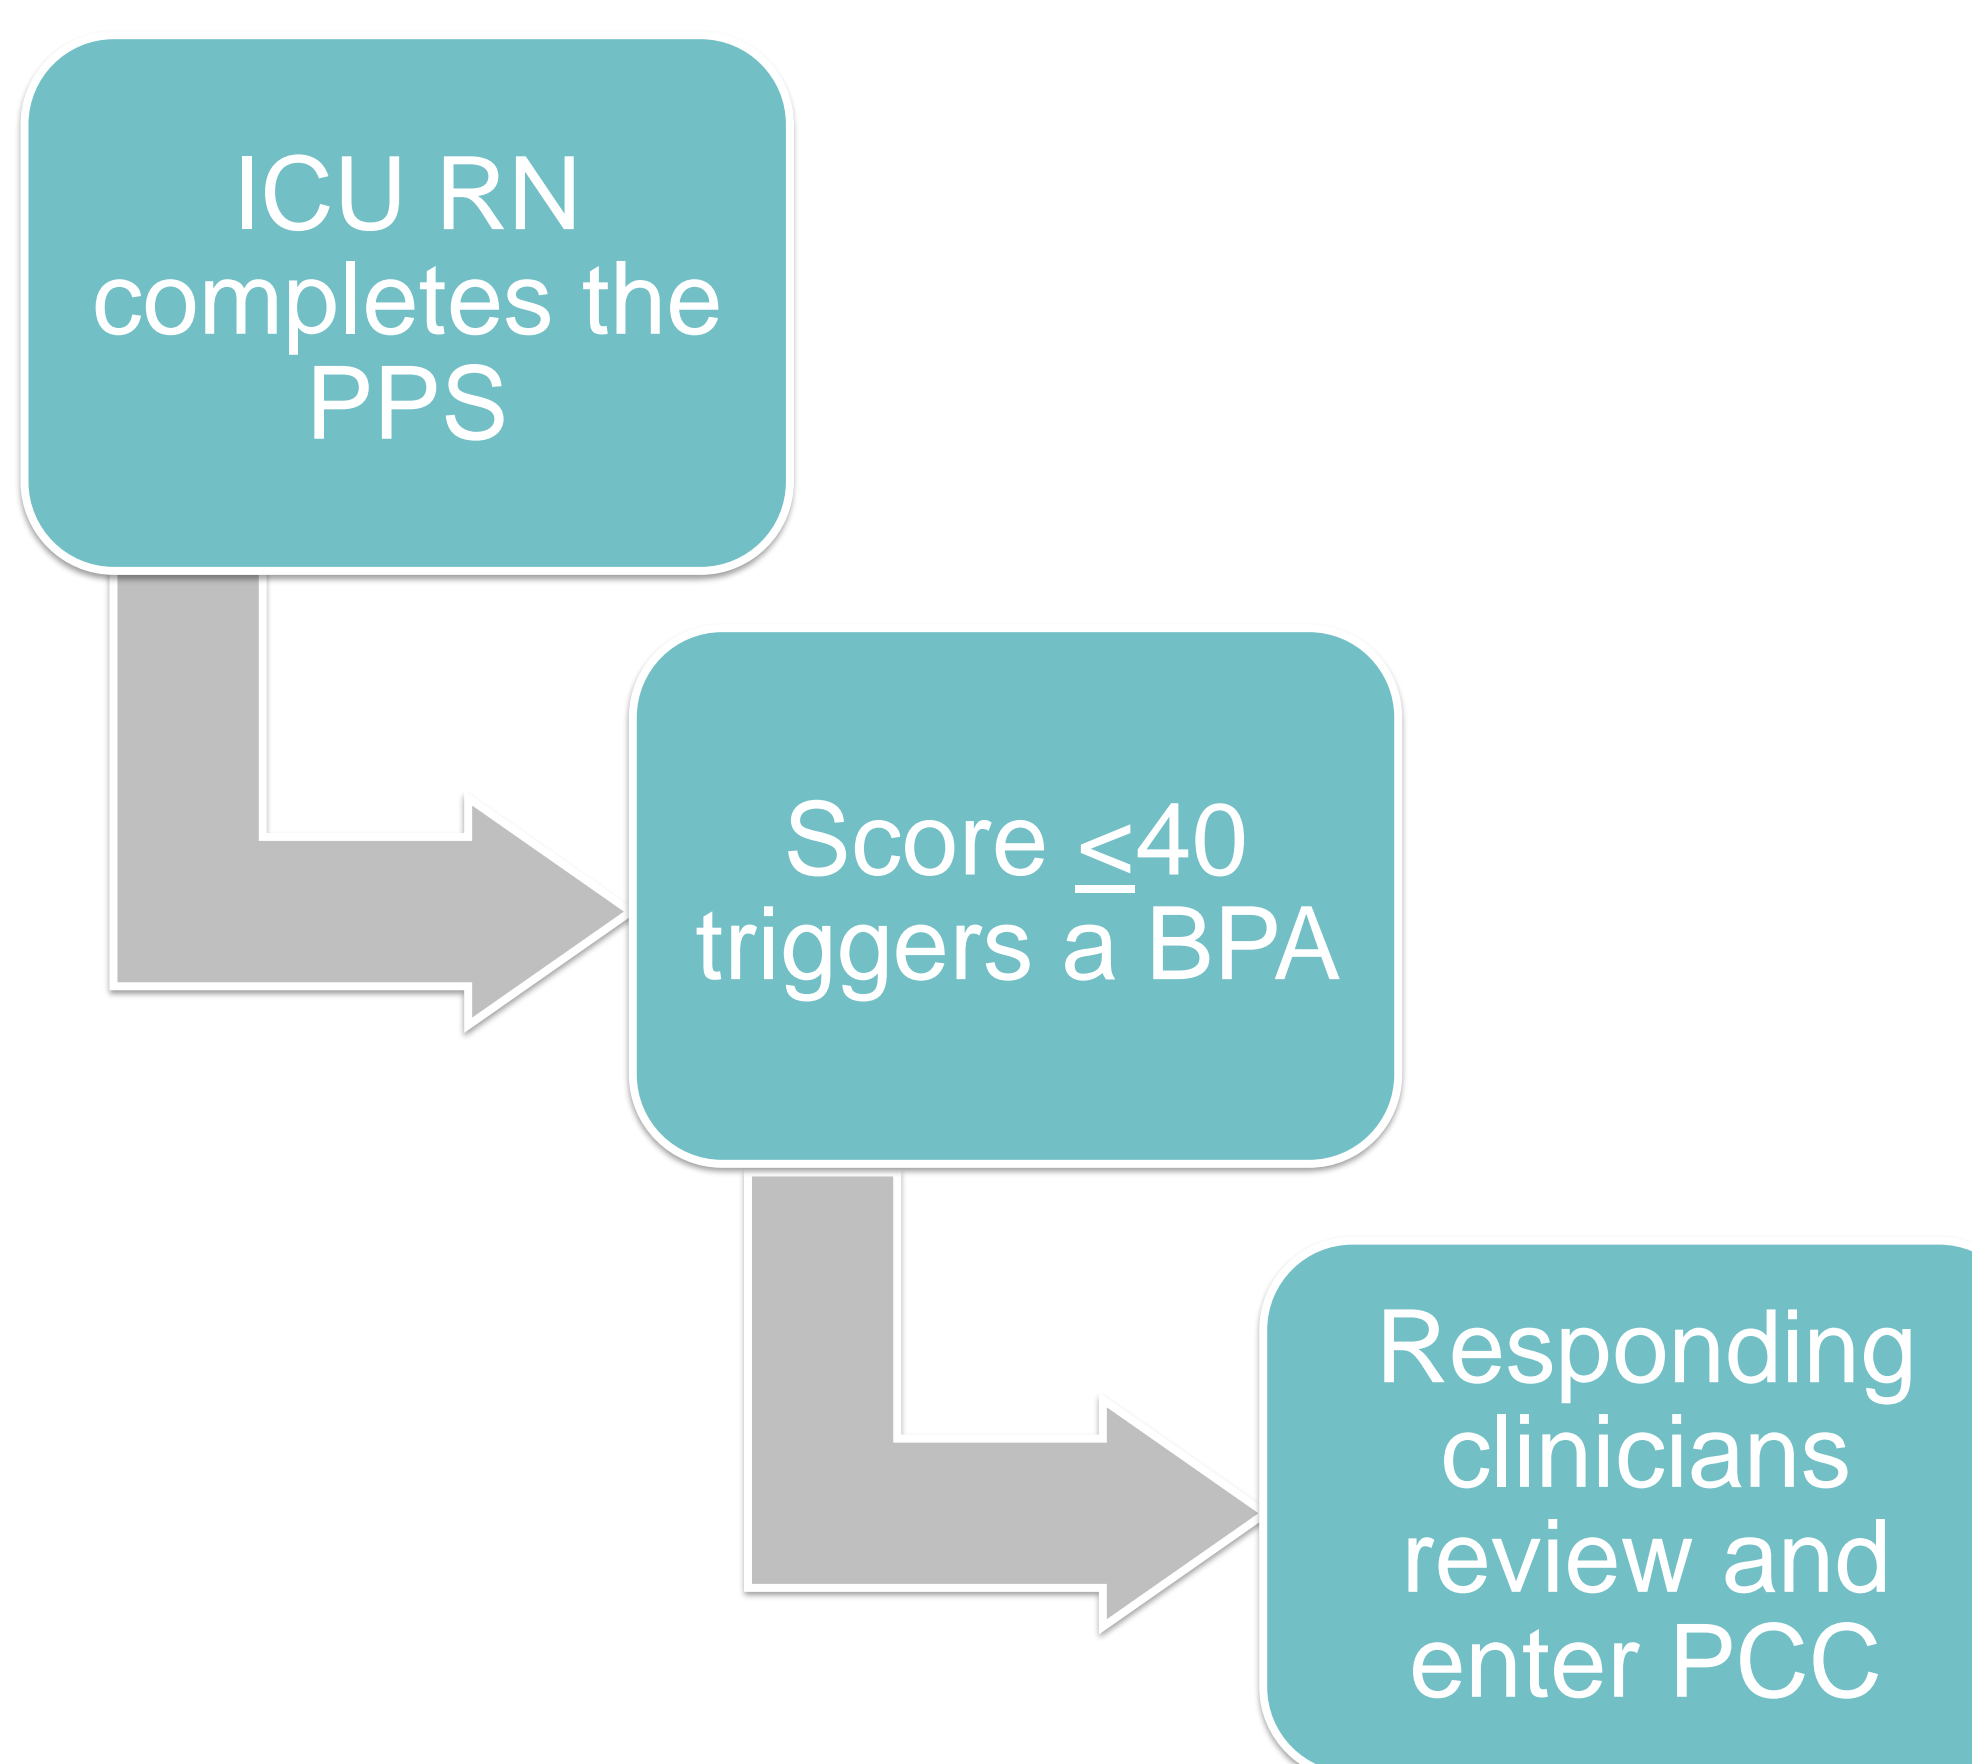 ICU RN
completes the
PPS
Score <40
triggers a BPA
Responding
clinicians
review and
enter PCC